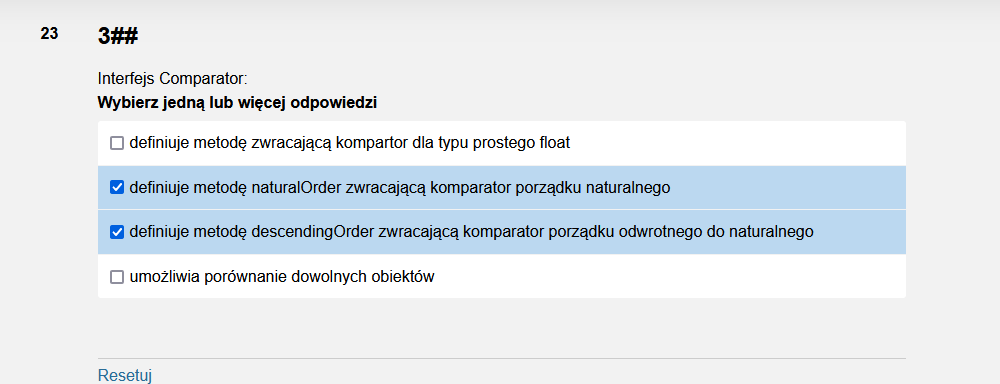 23
3##
Interfejs Comparator:
Wybierz jedną lub więcej odpowiedzi
definiuje metodę zwracającą kompartor dla typu prostego float
definiuje metodę naturalOrder zwracającą komparator porządku naturalnego
definiuje metodę descendingOrder zwracającą komparator porządku odwrotnego do naturalnego
umożliwia porównanie dowolnych obiektów
Resetuj